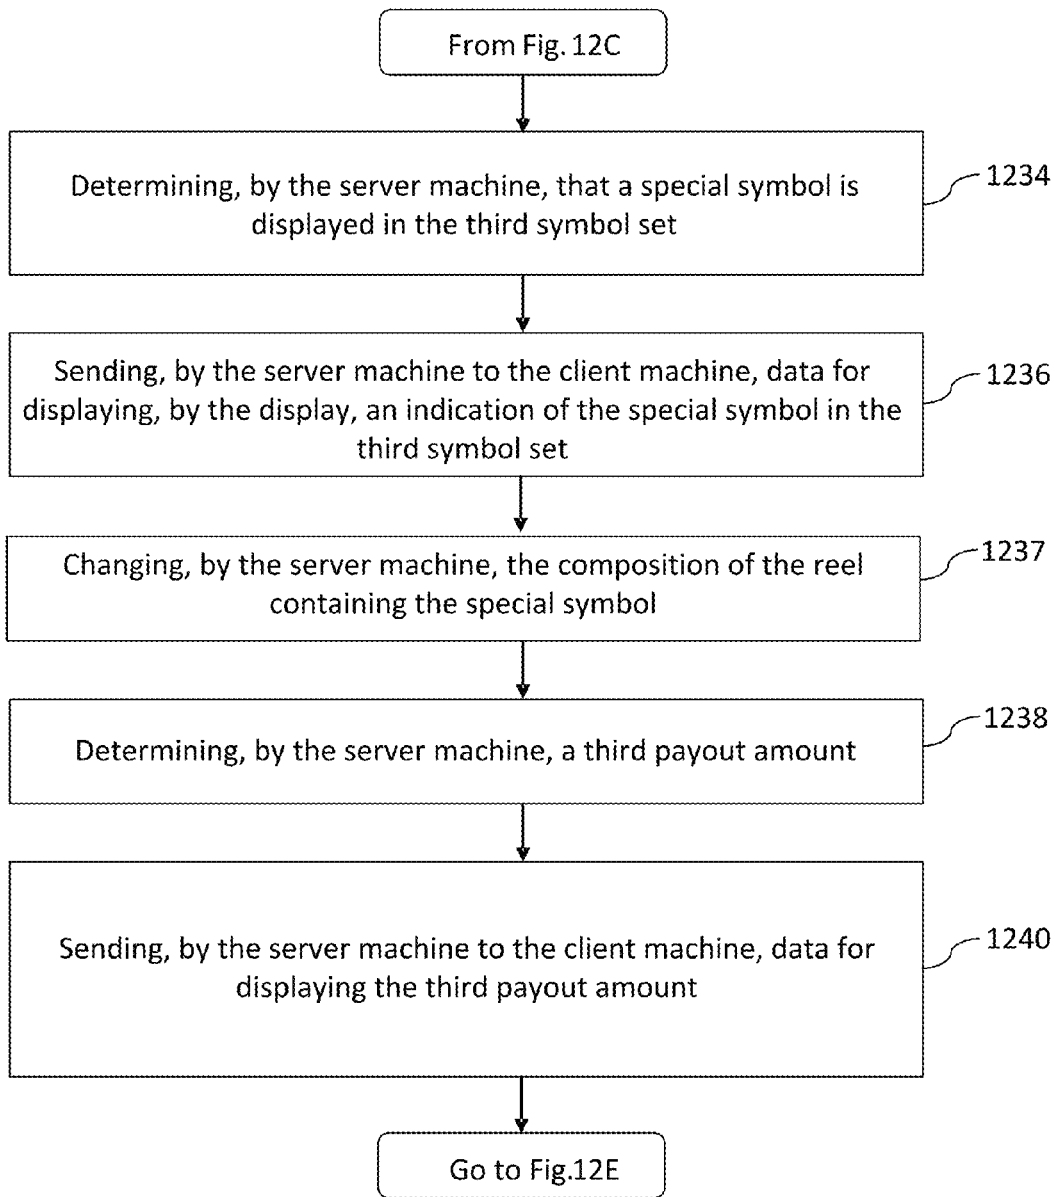 From Fig. 12C
Determining, by the server machine, that a special symbol is
displayed in the third symbol set
1234
Sending, by the server machine to the client machine, data for
displaying, by the display, an indication of the special symbol in the
third symbol set
1236
Changing, by the server machine, the composition of the reel
containing the special symbol
1237
Determining, by the server machine, a third payout amount
1238
Sending, by the server machine to the client machine, data for
displaying the third payout amount
1240
Go to Fig.12E